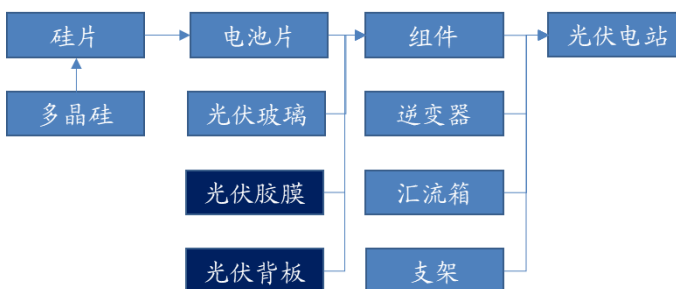 硅片
电池片
组件
光伏电站
多晶硅
光伏玻璃
逆变器
光伏胶膜
汇流箱
光伏背板
支架